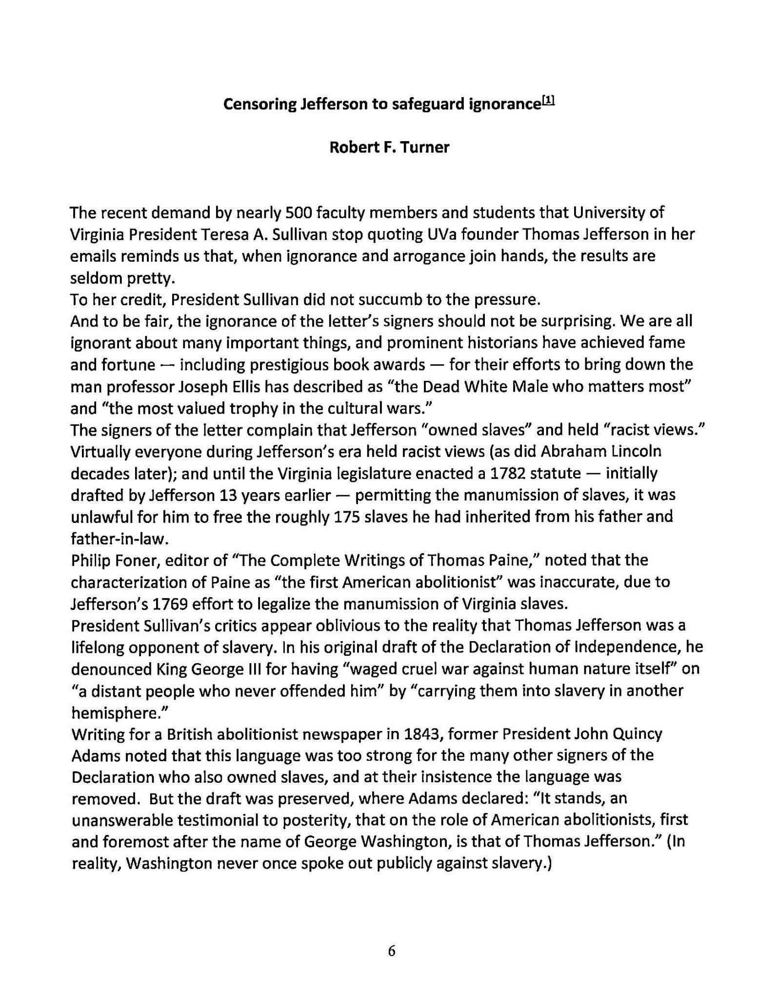 Censoring Jefferson to safeguard ignorance[1]
Robert F. Turner
The recent demand by nearly 500 faculty members and students that University of
Virginia President Teresa A. Sullivan stop quoting UVa founder Thomas Jefferson in her
emails reminds us that, when ignorance and arrogance join hands, the results are
seldom pretty.
To her credit, President Sullivan did not succumb to the pressure.
And to be fair, the ignorance of the letter's signers should not be surprising. We are all
ignorant about many important things, and prominent historians have achieved fame
and fortune — including prestigious book awards — for their efforts to bring down the
man professor Joseph Ellis has described as "the Dead White Male who matters most"
and "the most valued trophy in the cultural wars."
The signers of the letter complain that Jefferson "owned slaves" and held "racist views."
Virtually everyone during Jefferson's era held racist views (as did Abraham Lincoln
decades later); and until the Virginia legislature enacted a 1782 statute — initially
drafted by Jefferson 13 years earlier — permitting the manumission of slaves, it was
unlawful for him to free the roughly 175 slaves he had inherited from his father and
father-in-law.
Philip Foner, editor of "The Complete Writings of Thomas Paine," noted that the
characterization of Paine as "the first American abolitionist" was inaccurate, due to
Jefferson's 1769 effort to legalize the manumission of Virginia slaves.
President Sullivan's critics appear oblivious to the reality that Thomas Jefferson was a
lifelong opponent of slavery. In his original draft of the Declaration of Independence, he
denounced King George III for having "waged cruel war against human nature itself" on
"a distant people who never offended him" by "carrying them into slavery in another
hemisphere."
Writing for a British abolitionist newspaper in 1843, former President John Quincy
Adams noted that this language was too strong for the many other signers of the
Declaration who also owned slaves, and at their insistence the language was
removed.  But the draft was preserved, where Adams declared: "It stands, an
unanswerable testimonial to posterity, that on the role of American abolitionists, first
and foremost after the name of George Washington, is that of Thomas Jefferson." (In
reality, Washington never once spoke out publicly against slavery.)
6